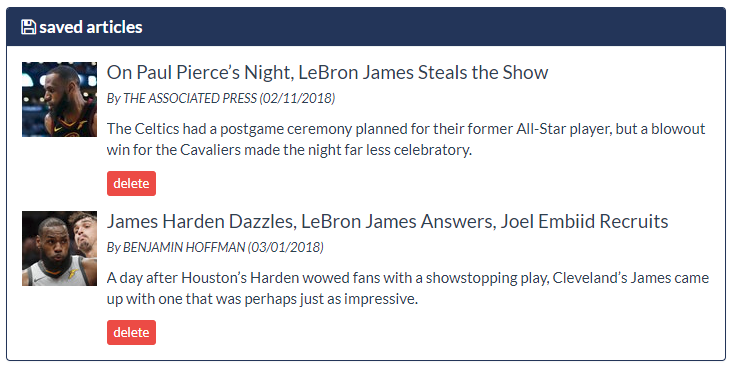 saved articles
On Paul Pierce’s Night, LeBron James Steals the Show
By THE ASSOCIATED PRESS (02/11/2018)
The Celtics had a postgame ceremony planned for their former All-Star player, but a blowout
win for the Cavaliers made the night far less celebratory.
delete
James Harden Dazzles, LeBron James Answers, Joel Embiid Recruits
By BENJAMIN HOFFMAN (03/01/2018)
A day after Houston’s Harden wowed fans with a showstopping play, Cleveland’s James came
up with one that was perhaps just as impressive.
delete